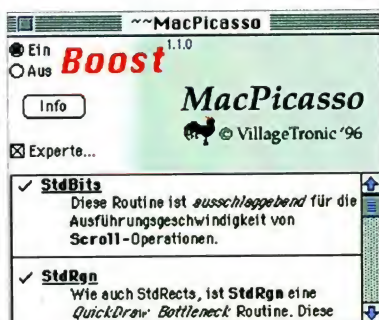 ~~MacPicasso
Ein
Aus
Boost 1.1.0
Info
MacPicasso
© VillageTronic '96
Experte...
StdBits
Diese Routine ist ausschlaggebend für die
Ausführungsgeschwindigkeit von
Scroll-Operationen.
StdRgn
Wie auch StdRects, ist StdRgn eine
QuickDraw Bottleneck Routine. Diese